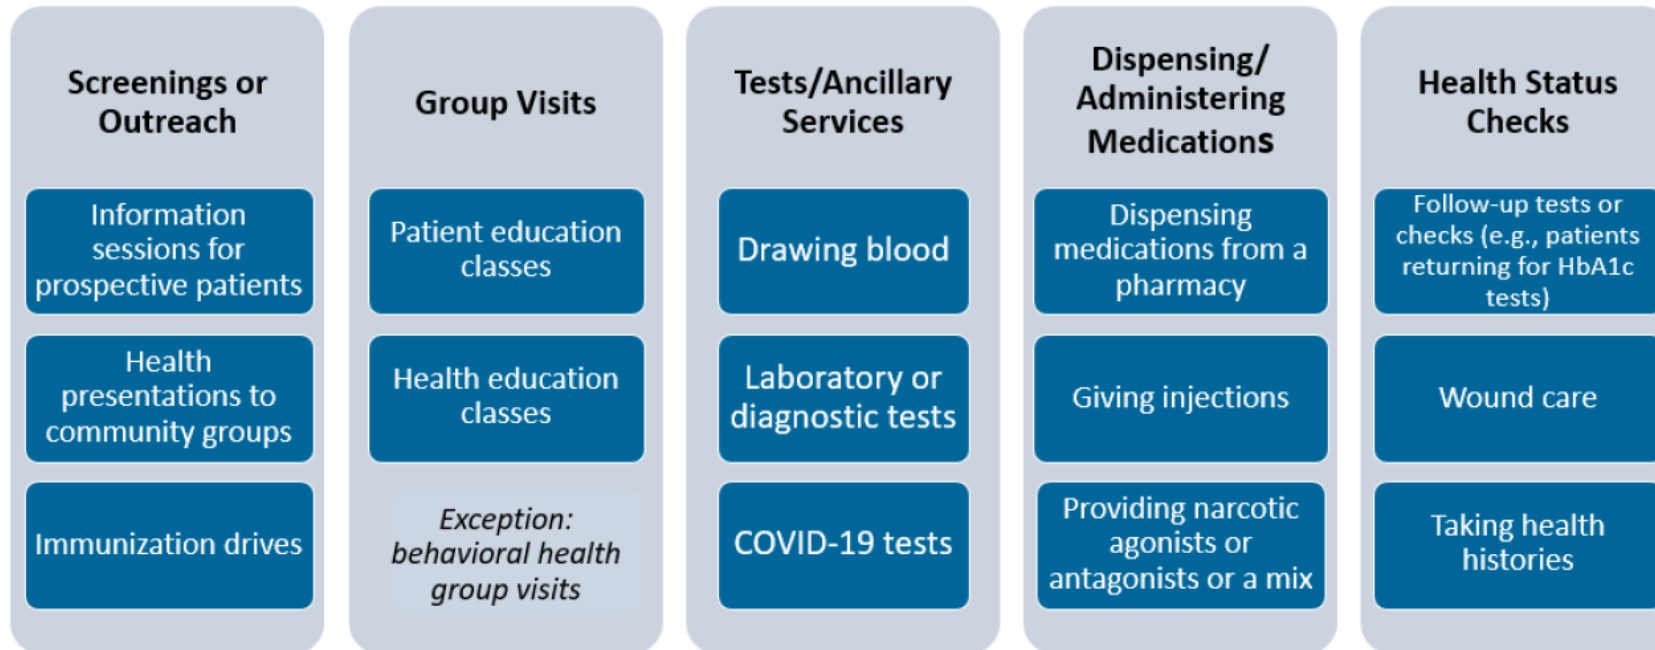 Screenings or
Outreach
Information
sessions for
prospective patients
Health
presentations to
community groups
Immunization drives
Group Visits
Patient education
classes
Health education
classes
Exception:
behavioral health
group visits
Tests/Ancillary
Services
Drawing blood
Laboratory or
diagnostic tests
COVID-19 tests
Dispensing/
Administering
Medications
Dispensing
medications from a
pharmacy
Giving injections
Providing narcotic
agonists or
antagonists or a mix
Health Status
Checks
Follow-up tests or
checks (e.g., patients
returning for HbA1c
tests)
Wound care
Taking health
histories